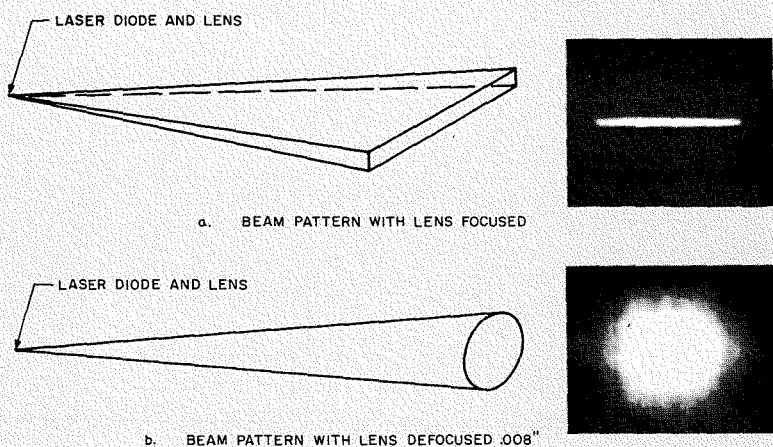 LASER DIODE AND LENS
a. BEAM PATTERN WITH LENS FOCUSED
LASER DIODE AND LENS
b. BEAM PATTERN WITH LENS DEFOCUSED .008"